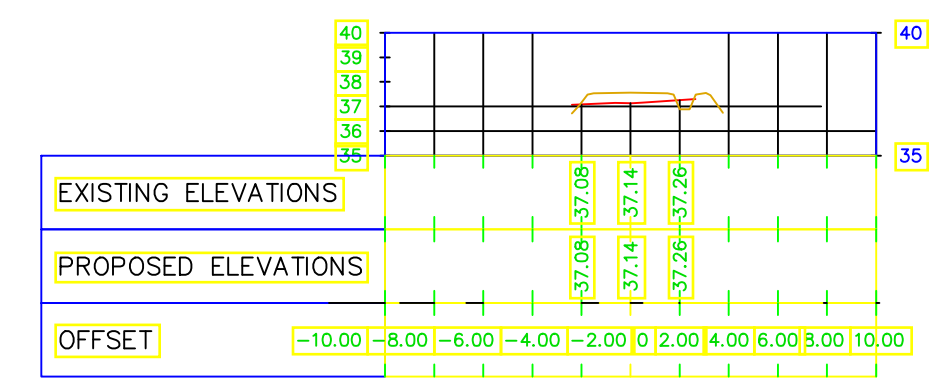 40 40
39
38
37
36
35 35
EXISTING ELEVATIONS 37.08 37.14 37.26
PROPOSED ELEVATIONS 37.08 37.14 37.26
OFFSET -10.00 -8.00 -6.00 -4.00 -2.00 0 2.00 4.00 6.00 8.00 10.00